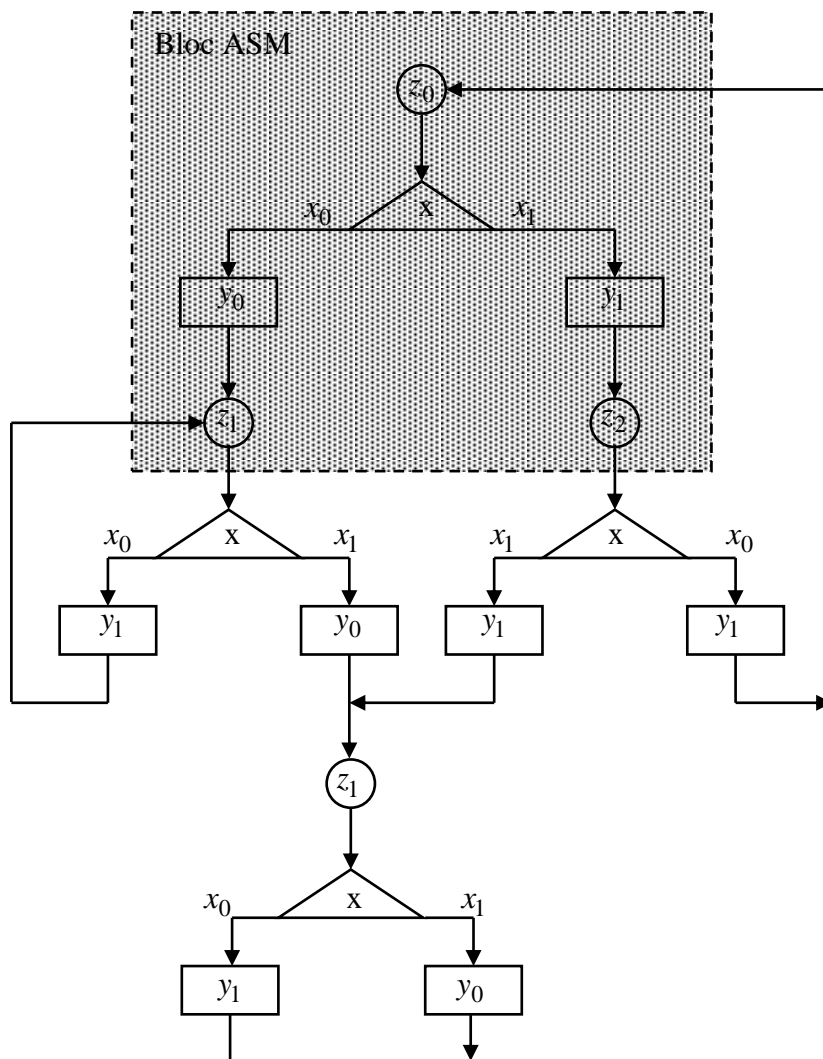 Bloc ASM
z0
x0 x x1
y0 y1
z1 z2
x0 x x1 x1 x x0
y1 y0 y1 y1
z1
x0 x x1
y1 y0